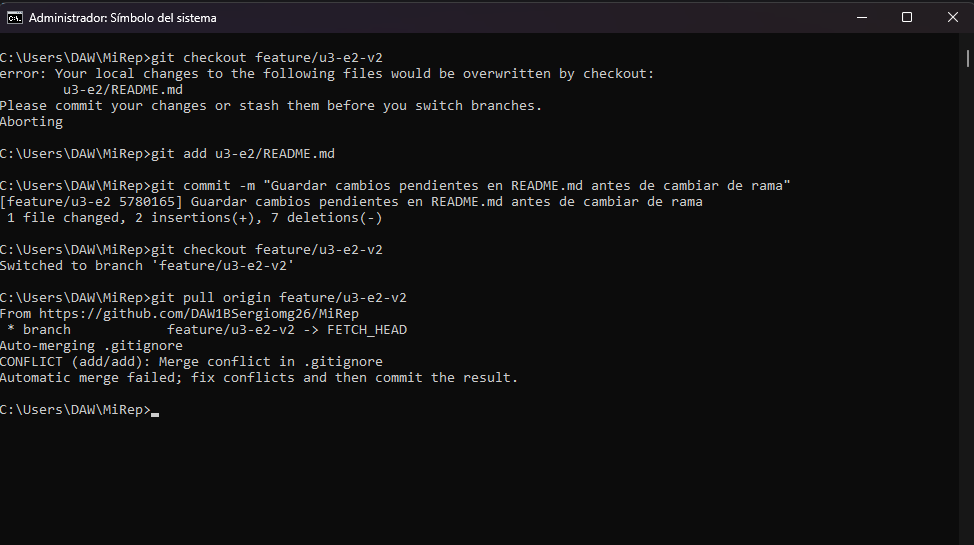 Administrador: Símbolo del sistema
C:\Users\DAW\MiRep>git checkout feature/u3-e2-v2
error: Your local changes to the following files would be overwritten by checkout:
        u3-e2/README.md
Please commit your changes or stash them before you switch branches.
Aborting
C:\Users\DAW\MiRep>git add u3-e2/README.md
C:\Users\DAW\MiRep>git commit -m "Guardar cambios pendientes en README.md antes de cambiar de rama"
[feature/u3-e2 5780165] Guardar cambios pendientes en README.md antes de cambiar de rama
 1 file changed, 2 insertions(+), 7 deletions(-)
C:\Users\DAW\MiRep>git checkout feature/u3-e2-v2
Switched to branch 'feature/u3-e2-v2'
C:\Users\DAW\MiRep>git pull origin feature/u3-e2-v2
From https://github.com/DAW1BSergiomg26/MiRep
 * branch            feature/u3-e2-v2 -> FETCH_HEAD
Auto-merging .gitignore
CONFLICT (add/add): Merge conflict in .gitignore
Automatic merge failed; fix conflicts and then commit the result.
C:\Users\DAW\MiRep>